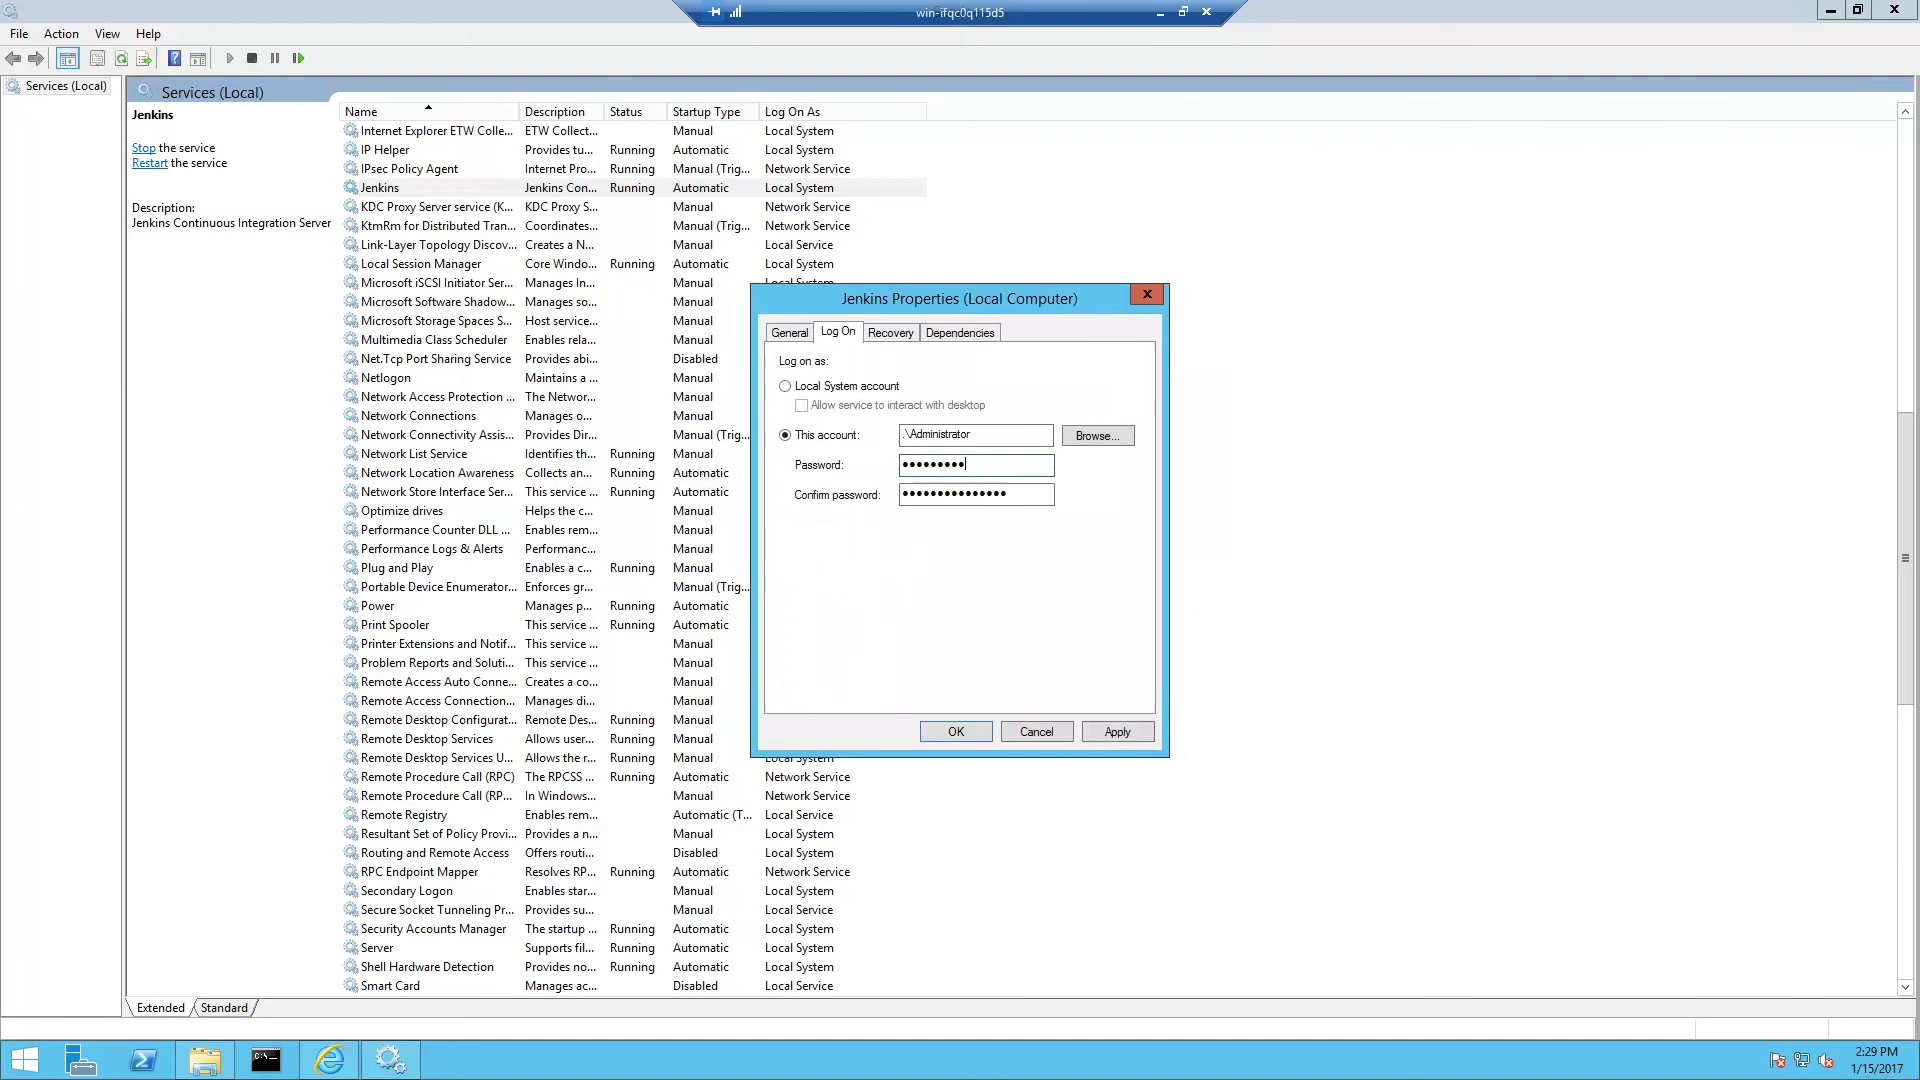 win-ifqc0q115d5
File Action View Help
Services (Local)
Services (Local)
Jenkins
Stop the service
Restart the service
Description:
Jenkins Continuous Integration Server
Name Description Status Startup Type Log On As
Internet Explorer ETW Colle... ETW Collect... Manual Local System
IP Helper Provides tu... Running Automatic Local System
IPsec Policy Agent Internet Pro... Manual (Trig... Network Service
Jenkins Jenkins Con... Running Automatic Local System
KDC Proxy Server service (K... KDC Proxy S... Manual Network Service
KtmRm for Distributed Tran... Coordinates... Manual (Trig... Network Service
Link-Layer Topology Discov... Creates a N... Manual Local Service
Local Session Manager Core Windo... Running Automatic Local System
Microsoft iSCSI Initiator Ser... Manages In... Manual Local System
Microsoft Software Shadow... Manages so... Manual
Microsoft Storage Spaces S... Host service... Manual
Multimedia Class Scheduler Enables rela... Manual
Net.Tcp Port Sharing Service Provides abi... Disabled
Netlogon Maintains a ... Manual
Network Access Protection ... The Networ... Manual
Network Connections Manages o... Manual
Network Connectivity Assis... Provides Dir... Manual (Trig...
Network List Service Identifies th... Running Manual
Network Location Awareness Collects an... Running Automatic
Network Store Interface Ser... This service ... Running Automatic
Optimize drives Helps the c... Manual
Performance Counter DLL ... Enables rem... Manual
Performance Logs & Alerts Performanc... Manual
Plug and Play Enables a c... Running Manual
Portable Device Enumerator... Enforces gr... Manual (Trig...
Power Manages p... Running Automatic
Print Spooler This service ... Running Automatic
Printer Extensions and Notif... This service ... Manual
Problem Reports and Soluti... This service ... Manual
Remote Access Auto Conne... Creates a co... Manual
Remote Access Connection... Manages di... Manual
Remote Desktop Configurat... Remote Des... Running Manual
Remote Desktop Services Allows user... Running Manual
Remote Desktop Services U... Allows the r... Running Manual Local System
Remote Procedure Call (RPC) The RPCSS ... Running Automatic Network Service
Remote Procedure Call (RP... In Windows... Manual Network Service
Remote Registry Enables rem... Automatic (T... Local Service
Resultant Set of Policy Provi... Provides a n... Manual Local System
Routing and Remote Access Offers routi... Disabled Local System
RPC Endpoint Mapper Resolves RP... Running Automatic Network Service
Secondary Logon Enables star... Manual Local System
Secure Socket Tunneling Pr... Provides su... Manual Local Service
Security Accounts Manager The startup ... Running Automatic Local System
Server Supports fil... Running Automatic Local System
Shell Hardware Detection Provides no... Running Automatic Local System
Smart Card Manages ac... Disabled Local Service
Extended Standard
Jenkins Properties (Local Computer)
General Log On Recovery Dependencies
Log on as:
Local System account
Allow service to interact with desktop
This account: .\Administrator Browse...
Password: •••••••••
Confirm password: •••••••••••••••
OK Cancel Apply
2:29 PM
1/15/2017